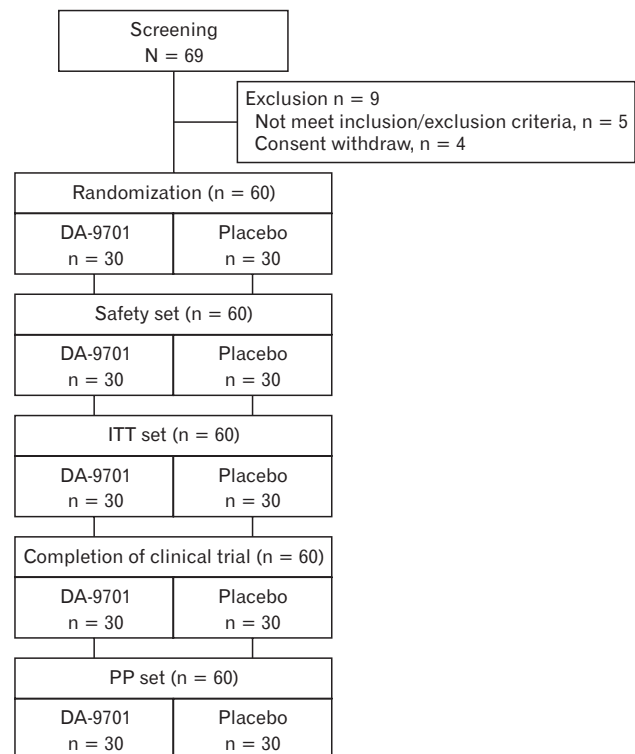 Screening
N = 69
Exclusion n = 9
Not meet inclusion/exclusion criteria, n = 5
Consent withdraw, n = 4
Randomization (n = 60)
DA-9701
n = 30
Placebo
n = 30
Safety set (n = 60)
DA-9701
n = 30
Placebo
n = 30
ITT set (n = 60)
DA-9701
n = 30
Placebo
n = 30
Completion of clinical trial (n = 60)
DA-9701
n = 30
Placebo
n = 30
PP set (n = 60)
DA-9701
n = 30
Placebo
n = 30